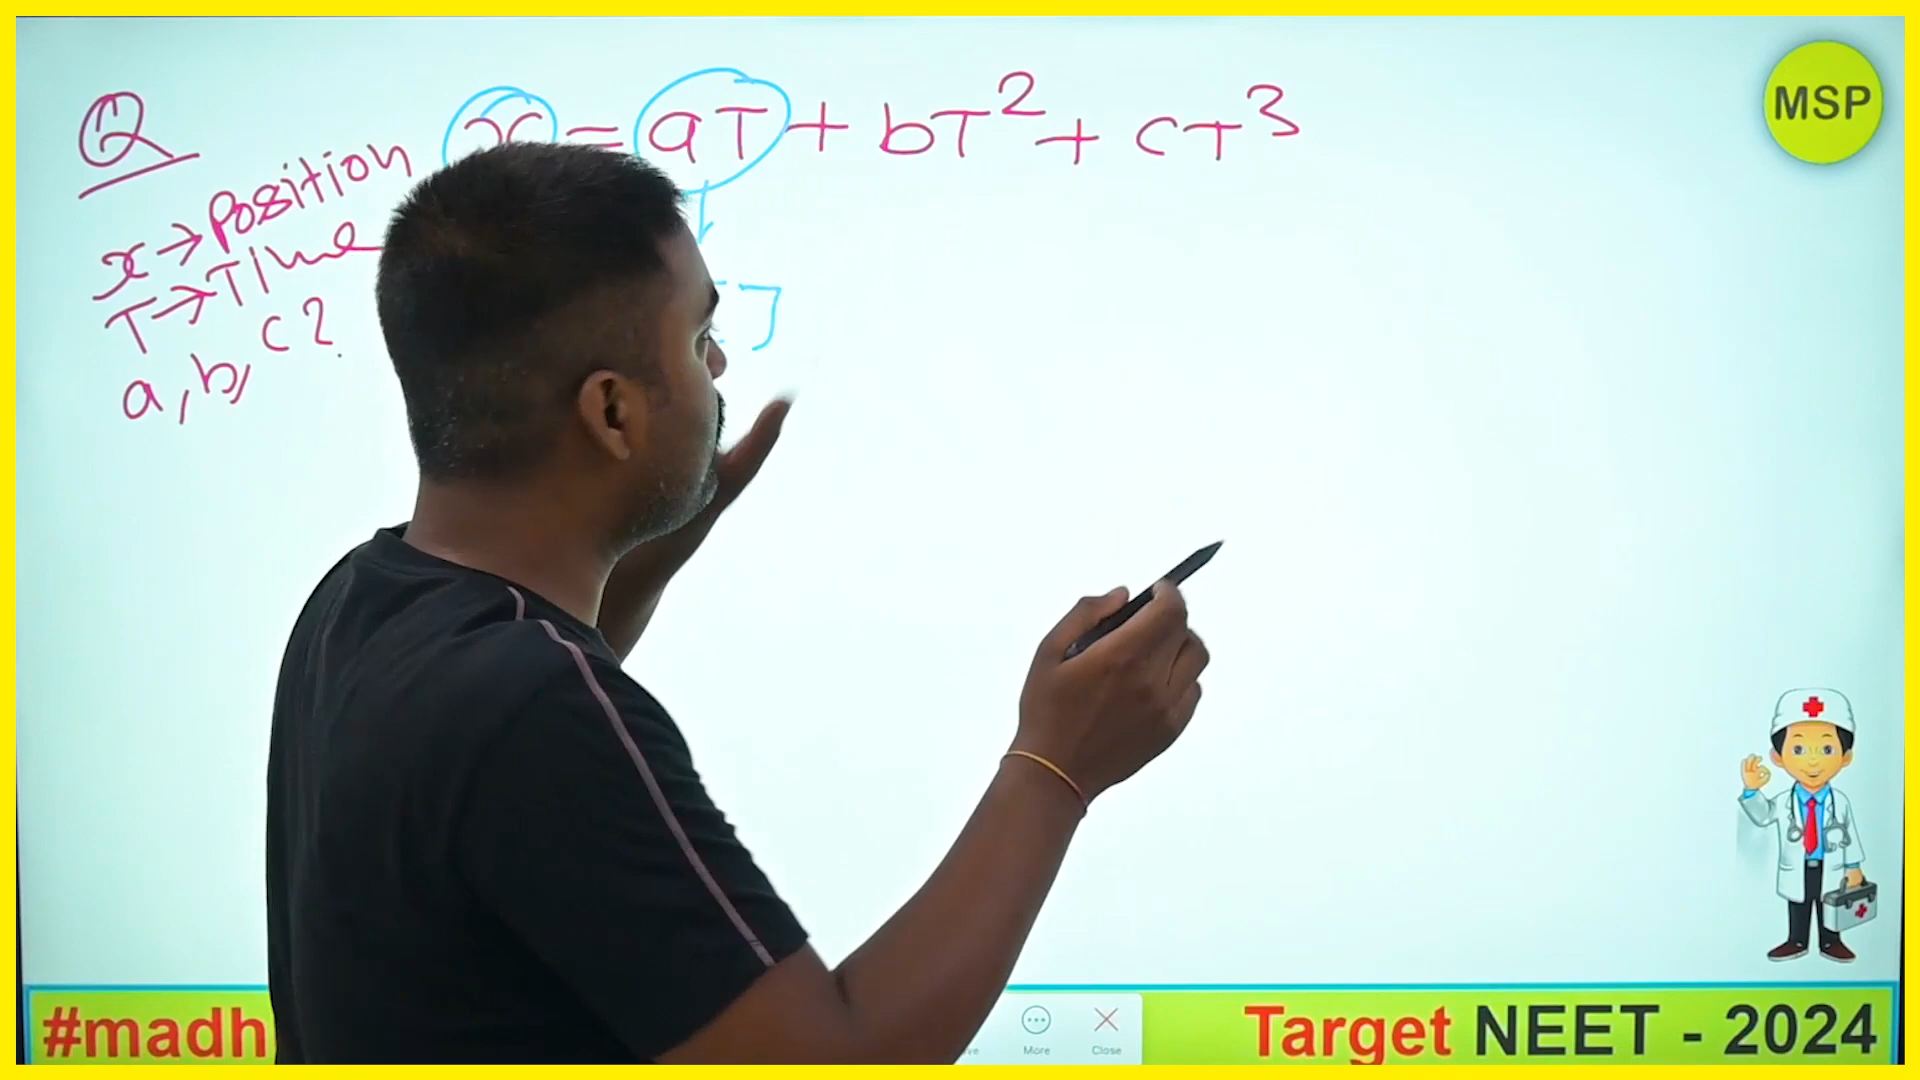 Q
x = aT + bT² + cT³
x → Position
T → Time
a, b, c ?
MSP
[ ]
#madh
More
Close
Target NEET - 2024